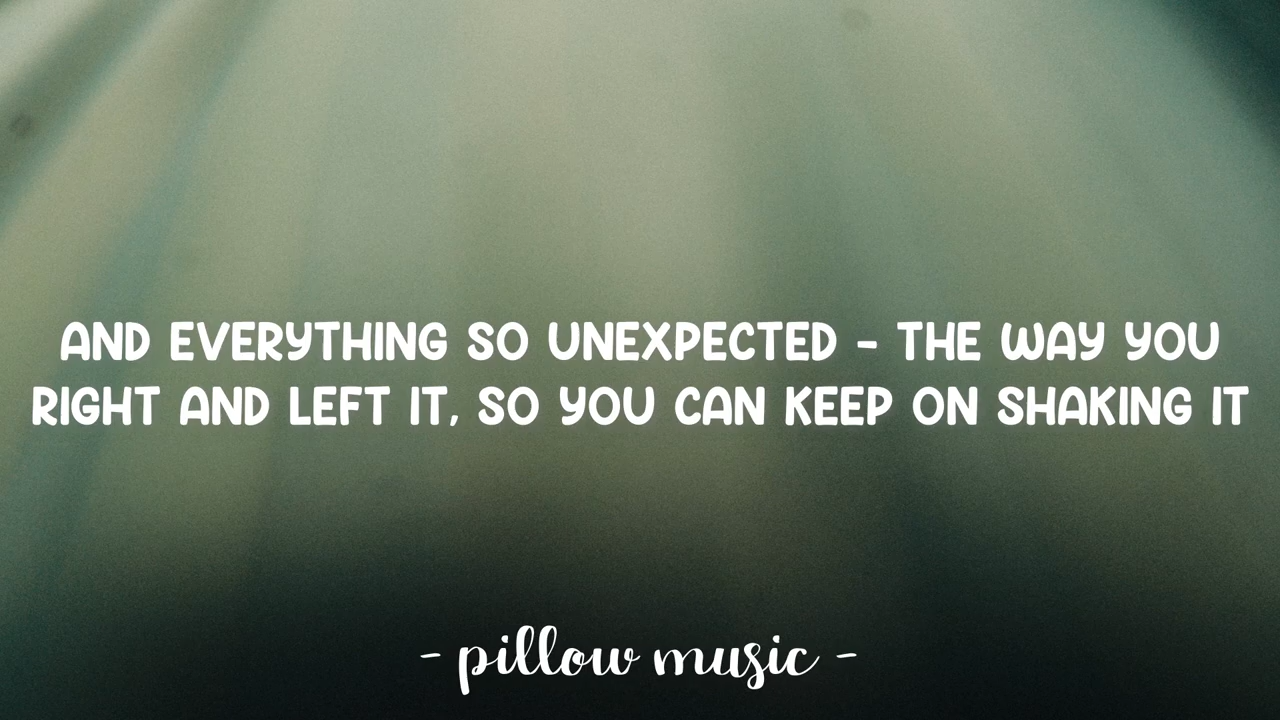 AND EVERYTHING SO UNEXPECTED - THE WAY YOU
RIGHT AND LEFT IT, SO YOU CAN KEEP ON SHAKING IT
- pillow music -